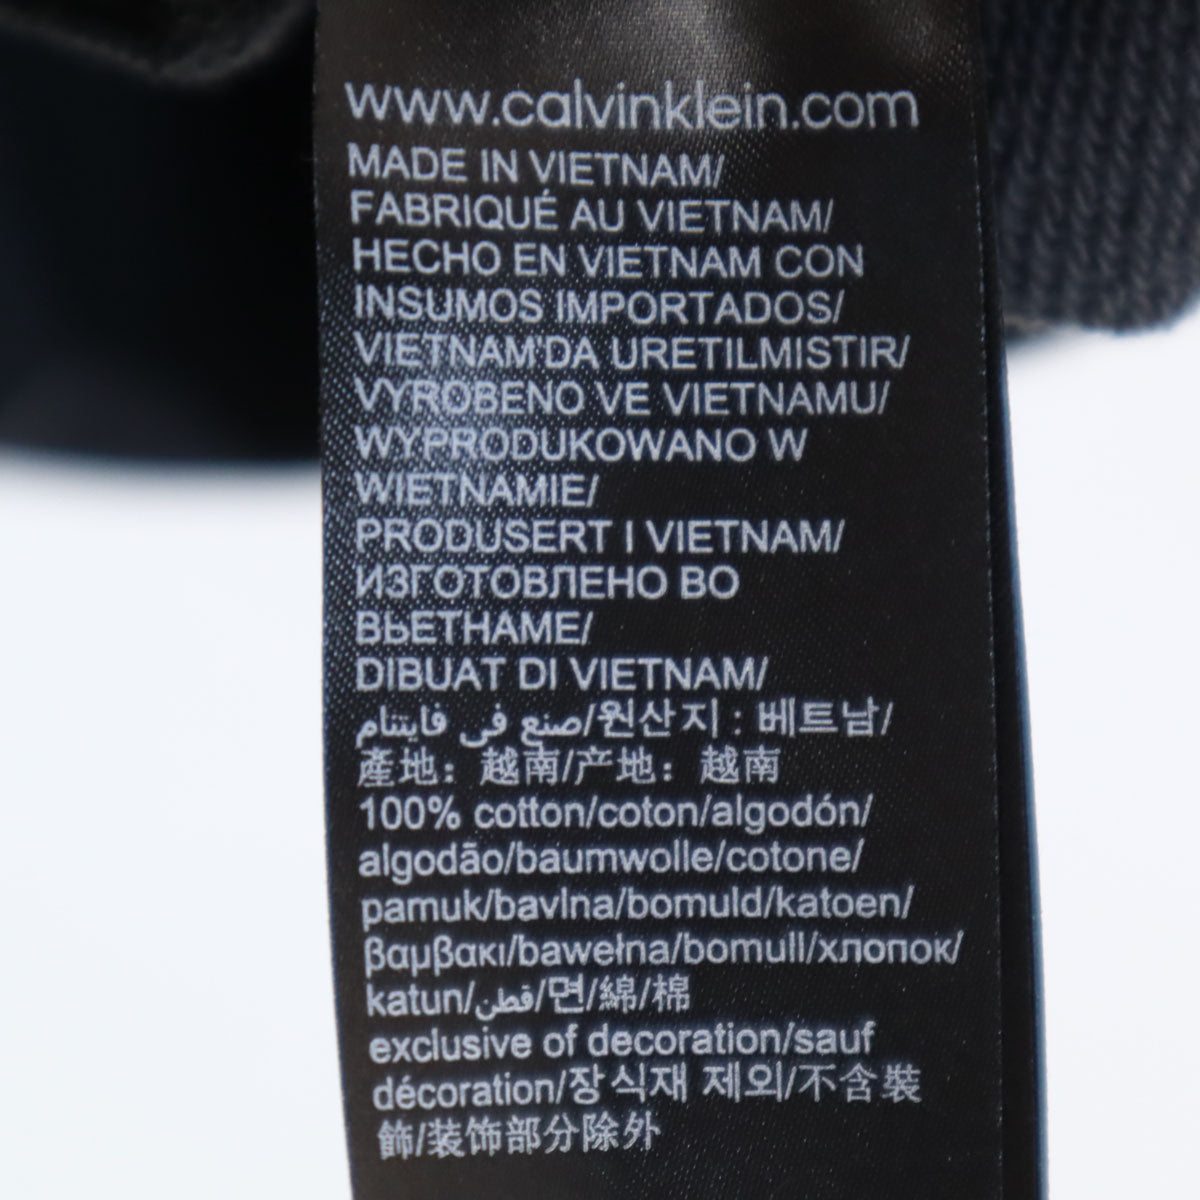 www.calvinklein.com
MADE IN VIETNAM/
FABRIQUÉ AU VIETNAM/
HECHO EN VIETNAM CON
INSUMOS IMPORTADOS/
VIETNAM'DA URETILMISTIR/
VYROBENO VE VIETNAMU/
WYPRODUKOWANO W
WIETNAMIE/
PRODUSERT I VIETNAM/
ИЗГОТОВЛЕНО ВО
ВЬЕТНАМЕ/
DIBUAT DI VIETNAM/
صنع في فايتنام/원산지 : 베트남/
產地：越南/产地：越南
100% cotton/coton/algodón/
algodão/baumwolle/cotone/
pamuk/bavlna/bomuld/katoen/
βαμβακι/bawełna/bomull/хлопок/
katun/قطن/면/綿/棉
exclusive of decoration/sauf
décoration/장식재 제외/不含裝
飾/装饰部分除外